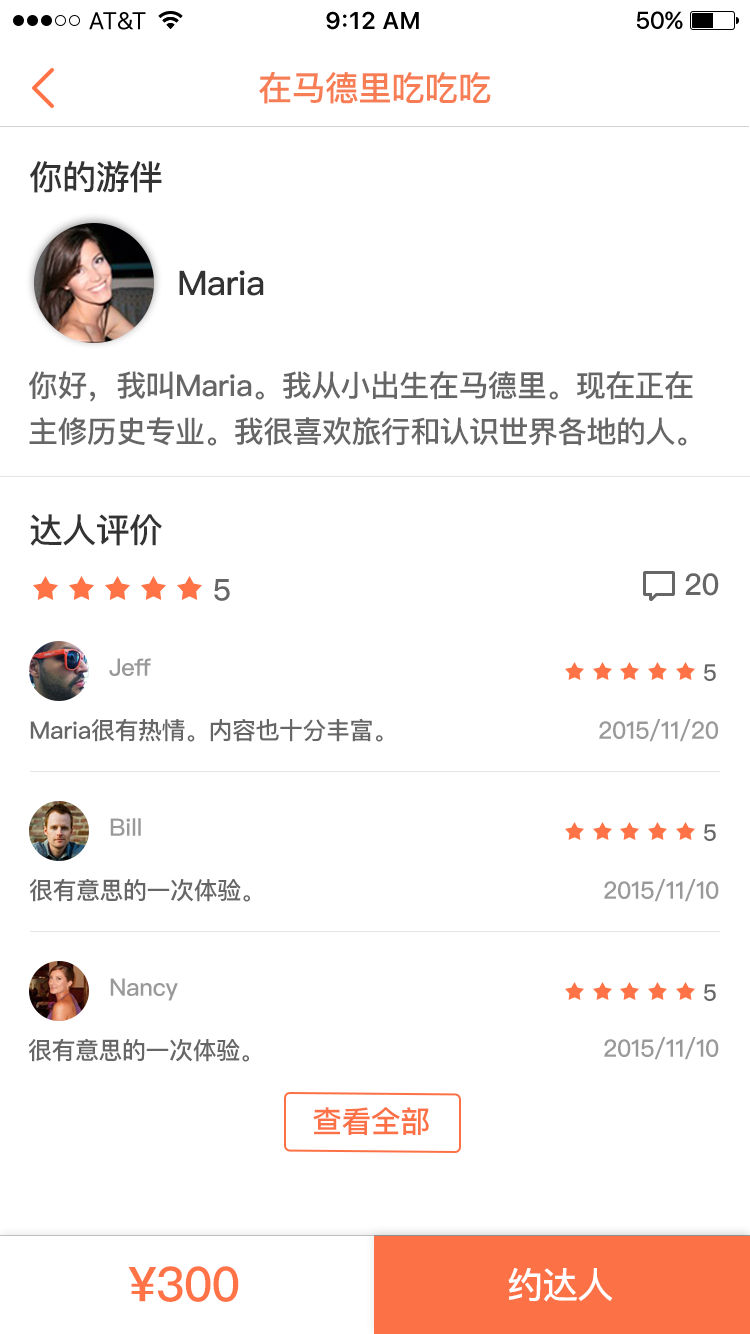 AT&T 9:12 AM 50%
在马德里吃吃吃
你的游伴
Maria
你好，我叫Maria。我从小出生在马德里。现在正在
主修历史专业。我很喜欢旅行和认识世界各地的人。
达人评价
5 20
Jeff 5
Maria很有热情。内容也十分丰富。 2015/11/20
Bill 5
很有意思的一次体验。 2015/11/10
Nancy 5
很有意思的一次体验。 2015/11/10
查看全部
¥300 约达人